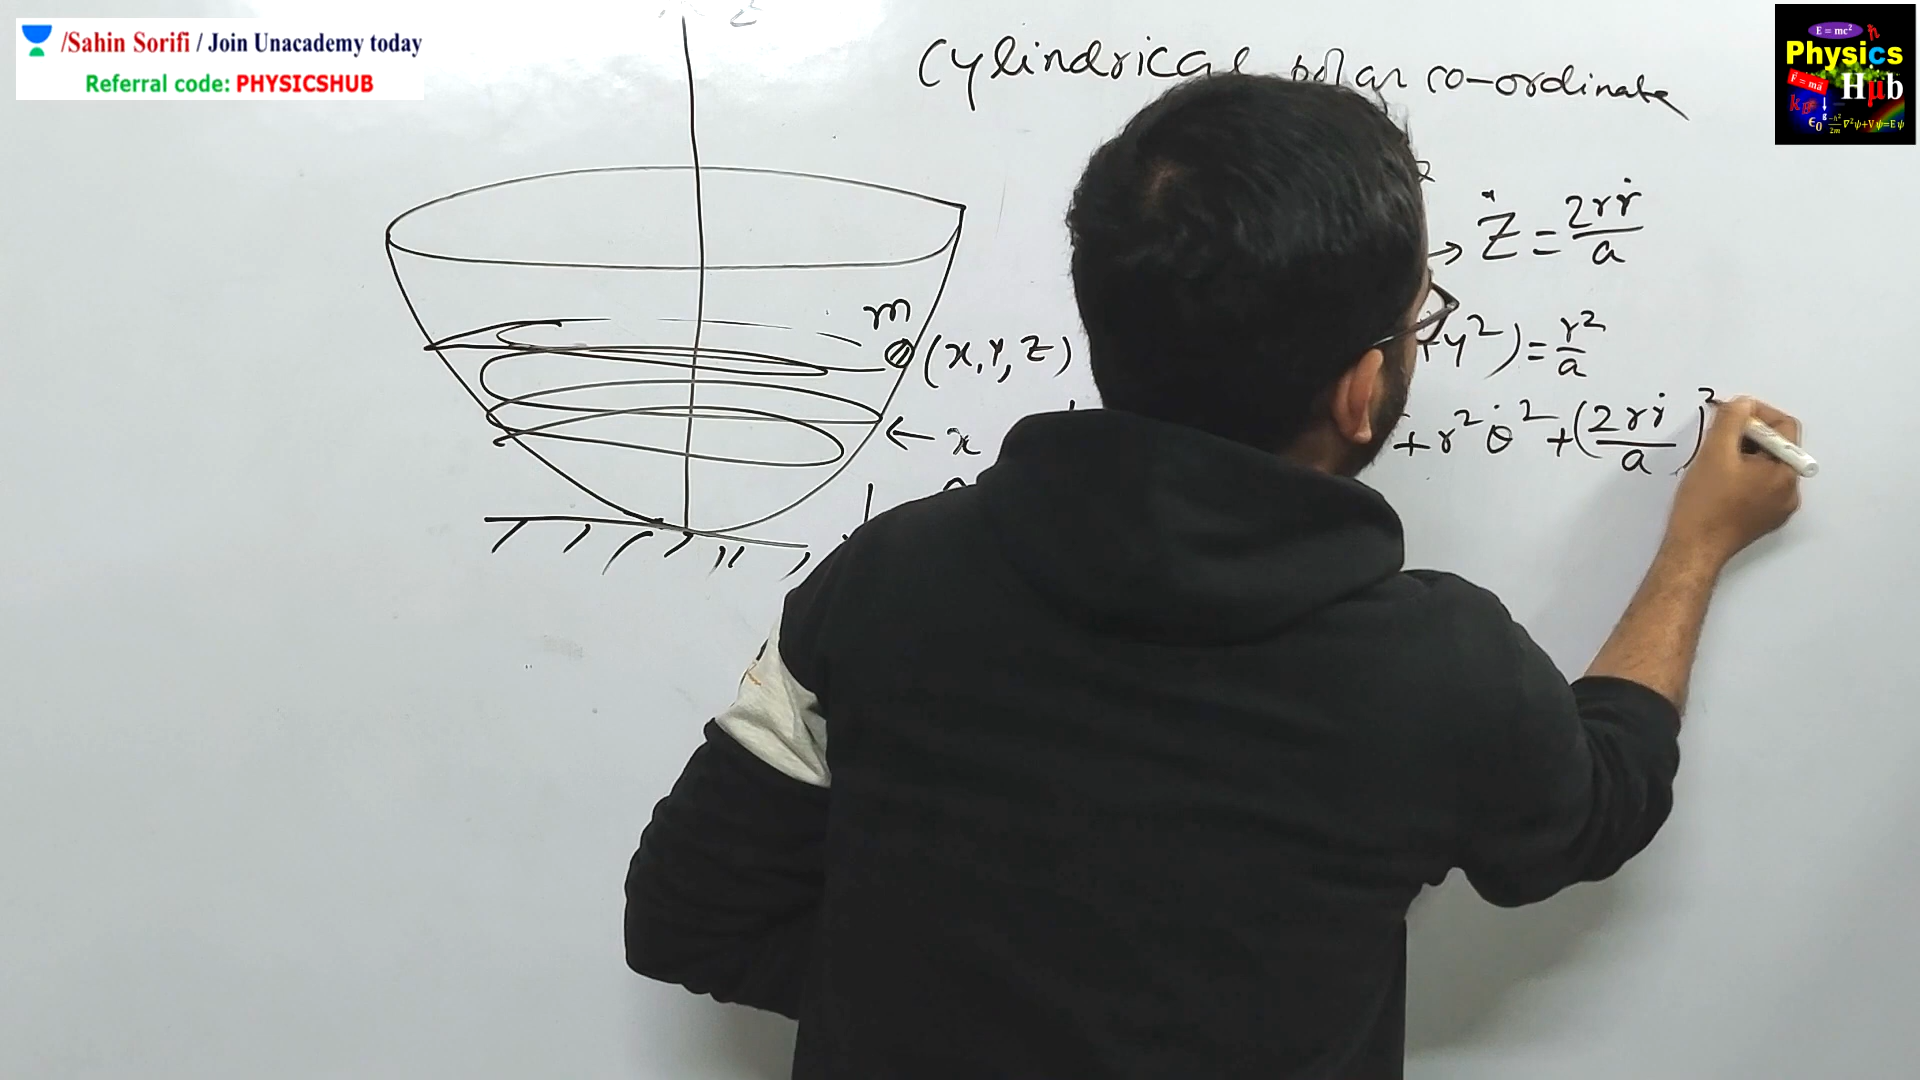 /Sahin Sorifi / Join Unacademy today
Referral code: PHYSICSHUB
E = mc²
Physics
Hub
F = ma
z
Cylindrical polar co-ordinate
Ż = 2rṙ/a
m
(x, y, z)
+y²) = r²/a
← x
+ r² θ̇² + (2rṙ/a)²